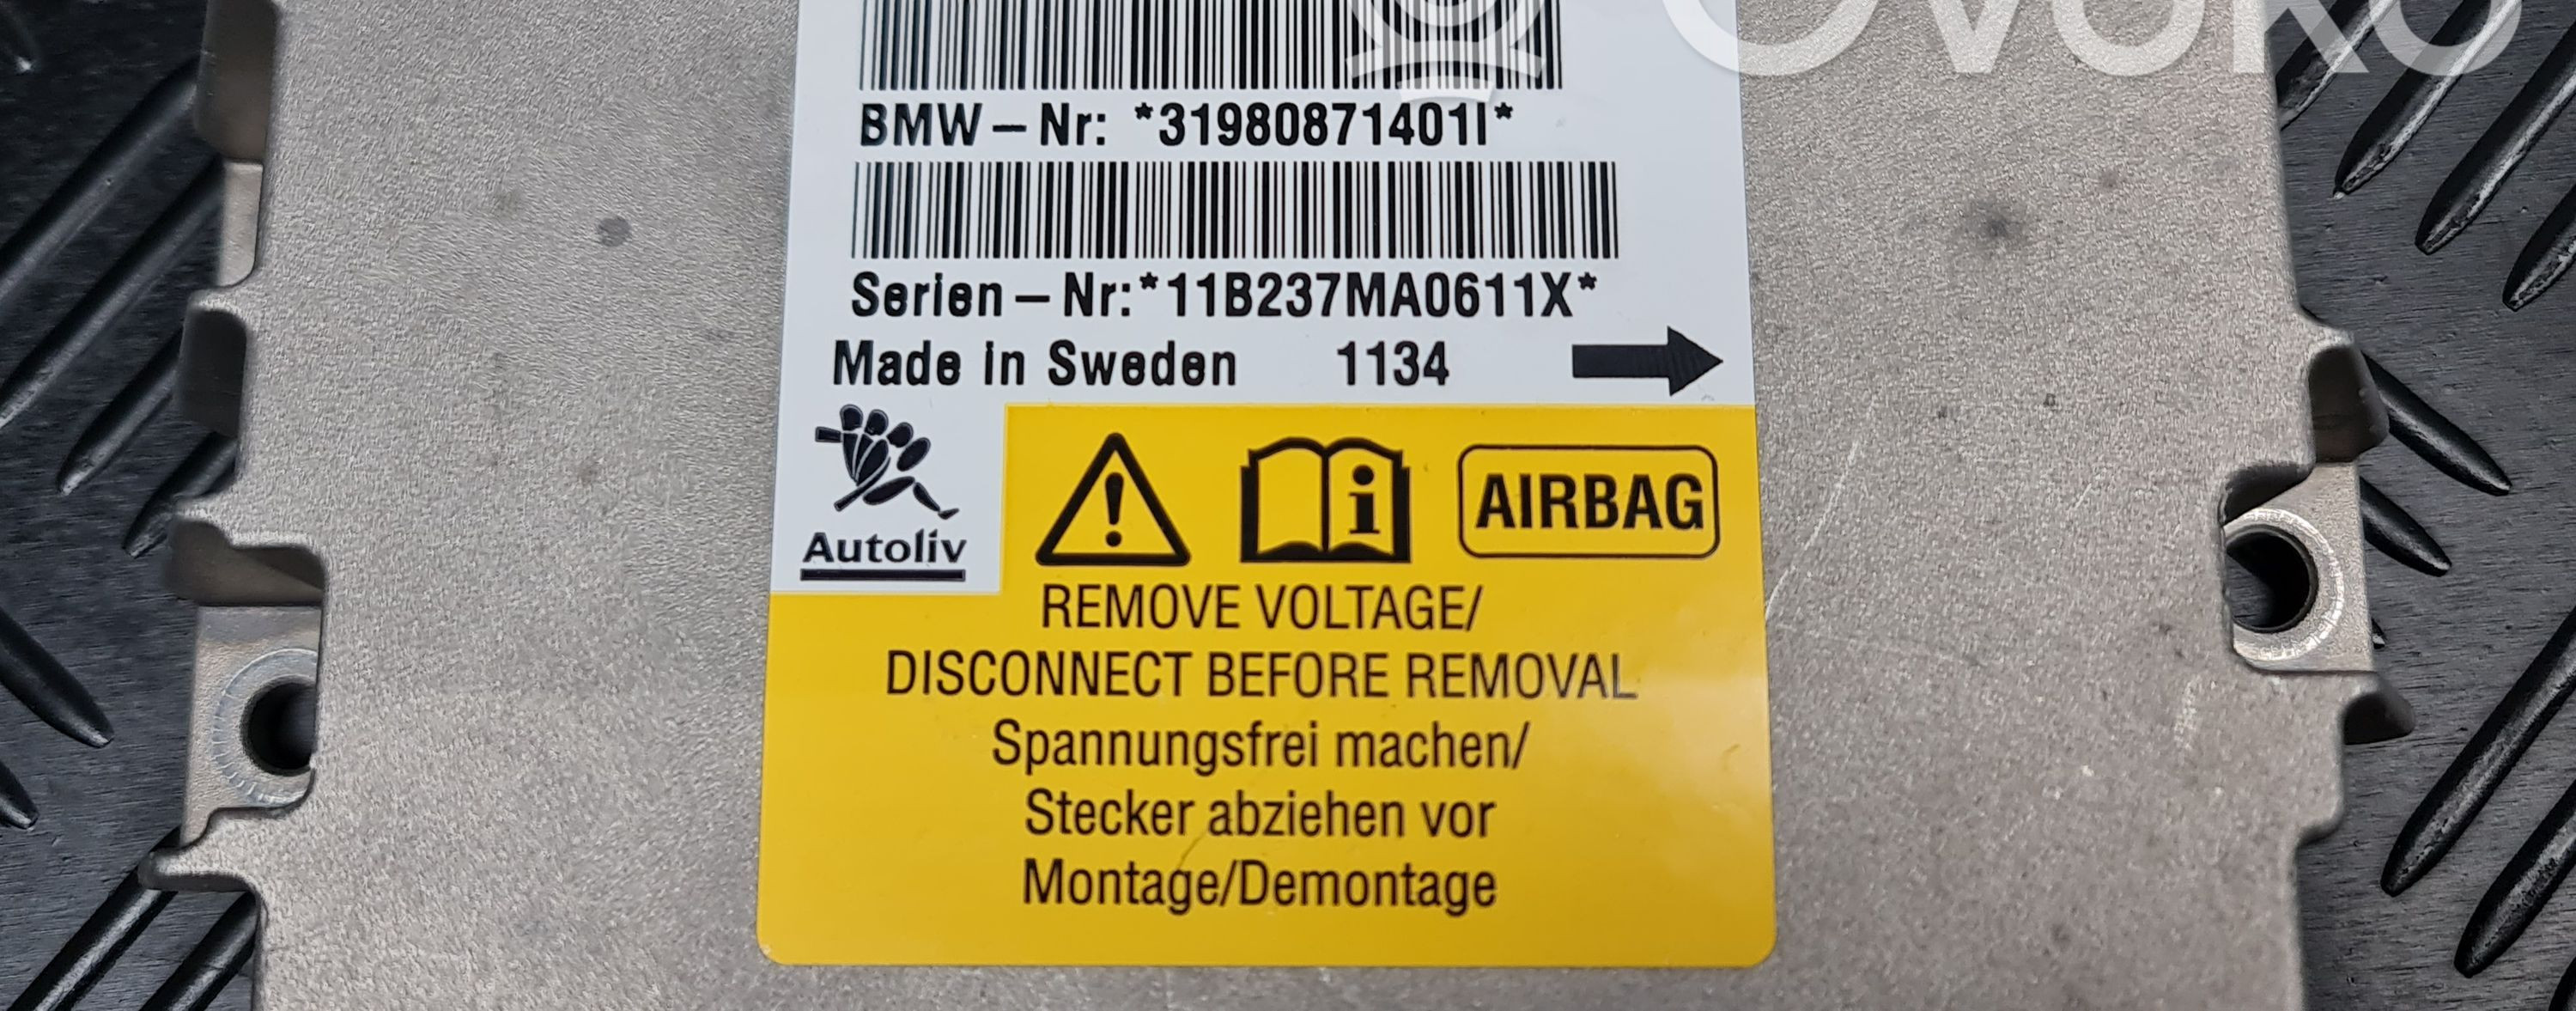 Ovoko
BMW – Nr: *31980871401I*
Serien – Nr:*11B237MA0611X*
Made in Sweden 1134
Autoliv
AIRBAG
REMOVE VOLTAGE/
DISCONNECT BEFORE REMOVAL
Spannungsfrei machen/
Stecker abziehen vor
Montage/Demontage